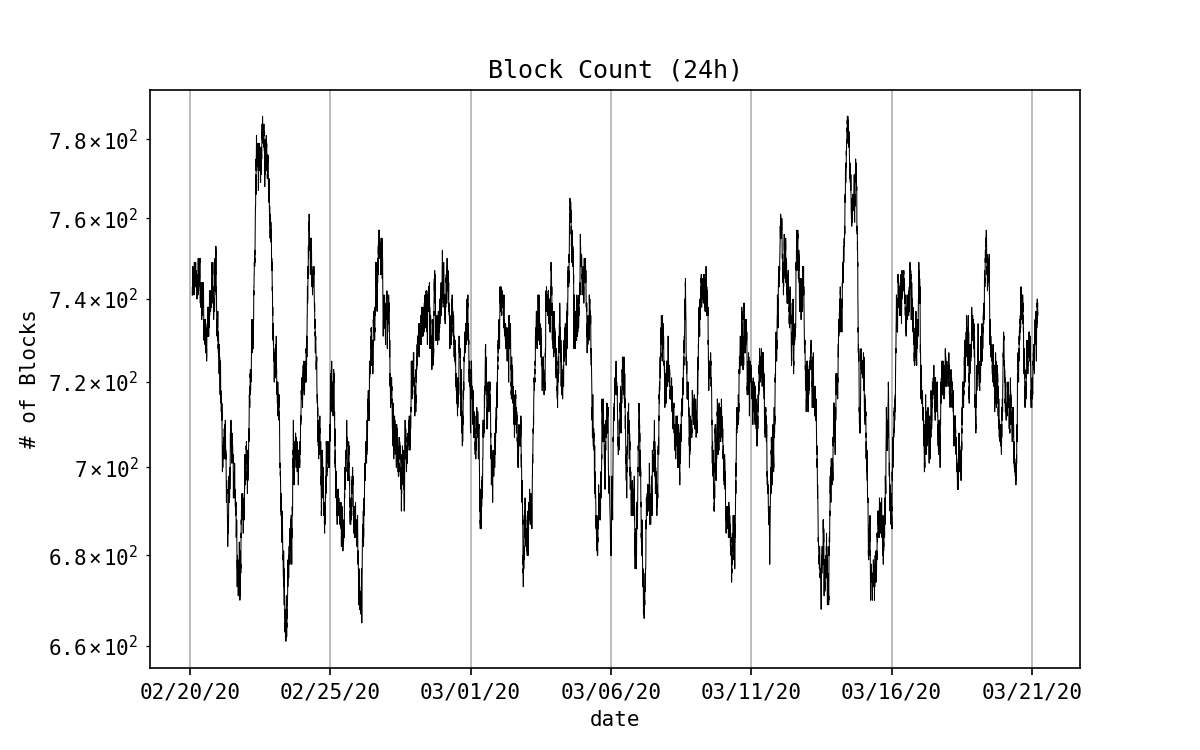 Block Count (24h)
# of Blocks
7.8×10²
7.6×10²
7.4×10²
7.2×10²
7×10²
6.8×10²
6.6×10²
02/20/20 02/25/20 03/01/20 03/06/20 03/11/20 03/16/20 03/21/20
date